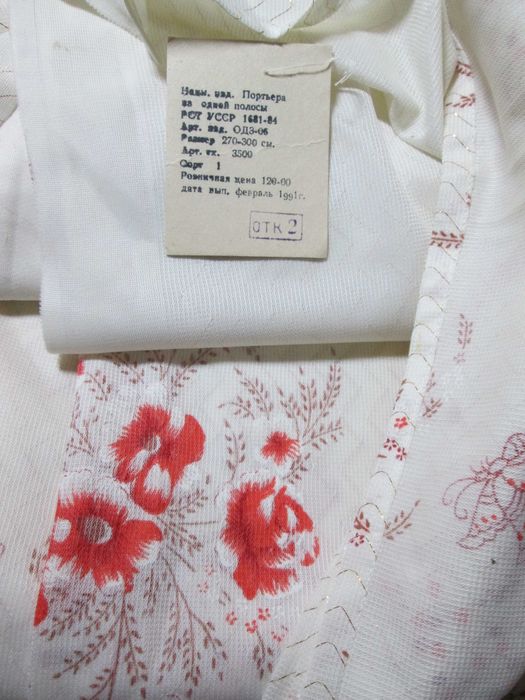 Наим. изд. Портьера
из одной полосы
РСТ УССР 1681-84
Арт. изд. ОДЗ-06
Размер 270-300 см.
Арт. тк. 3500
Сорт 1
Розничная цена 120-00
дата вып. февраль 1991г.
ОТК 2